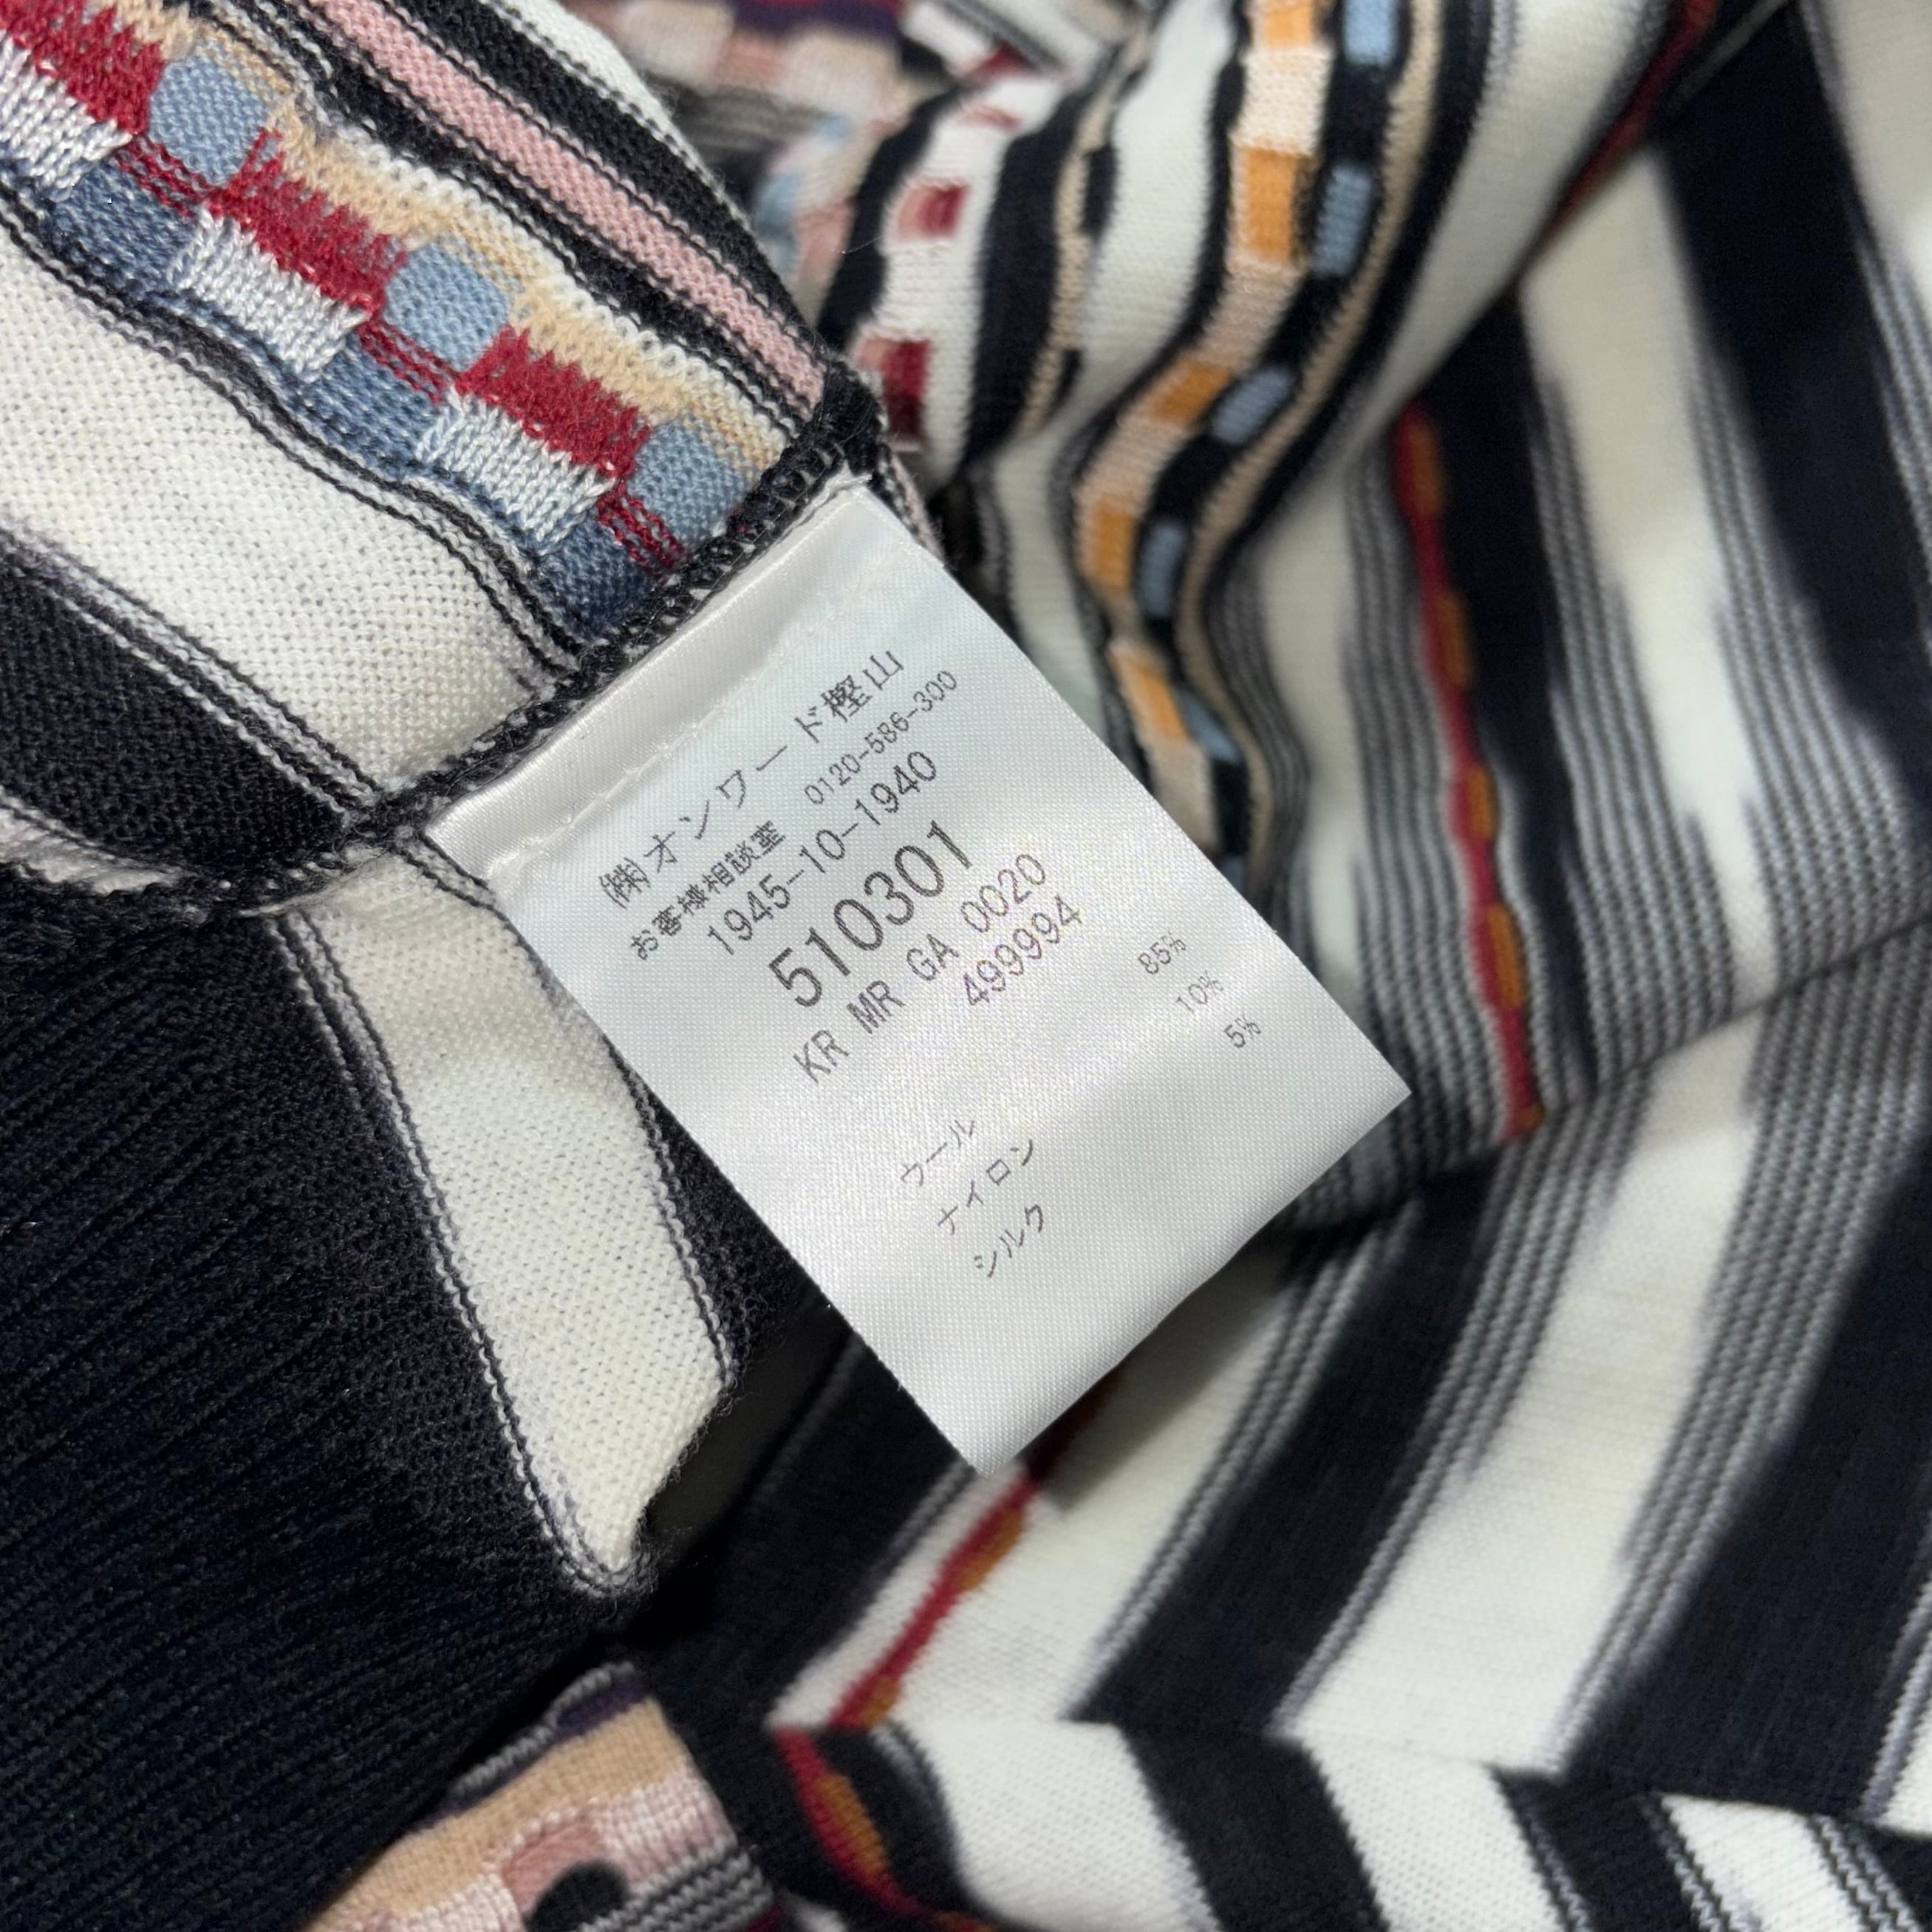 ㈱オンワード樫山
お客様相談室 0120-586-300
1945-10-1940
510301
KR MR GA 0020
499994
ウール 85%
ナイロン 10%
シルク 5%